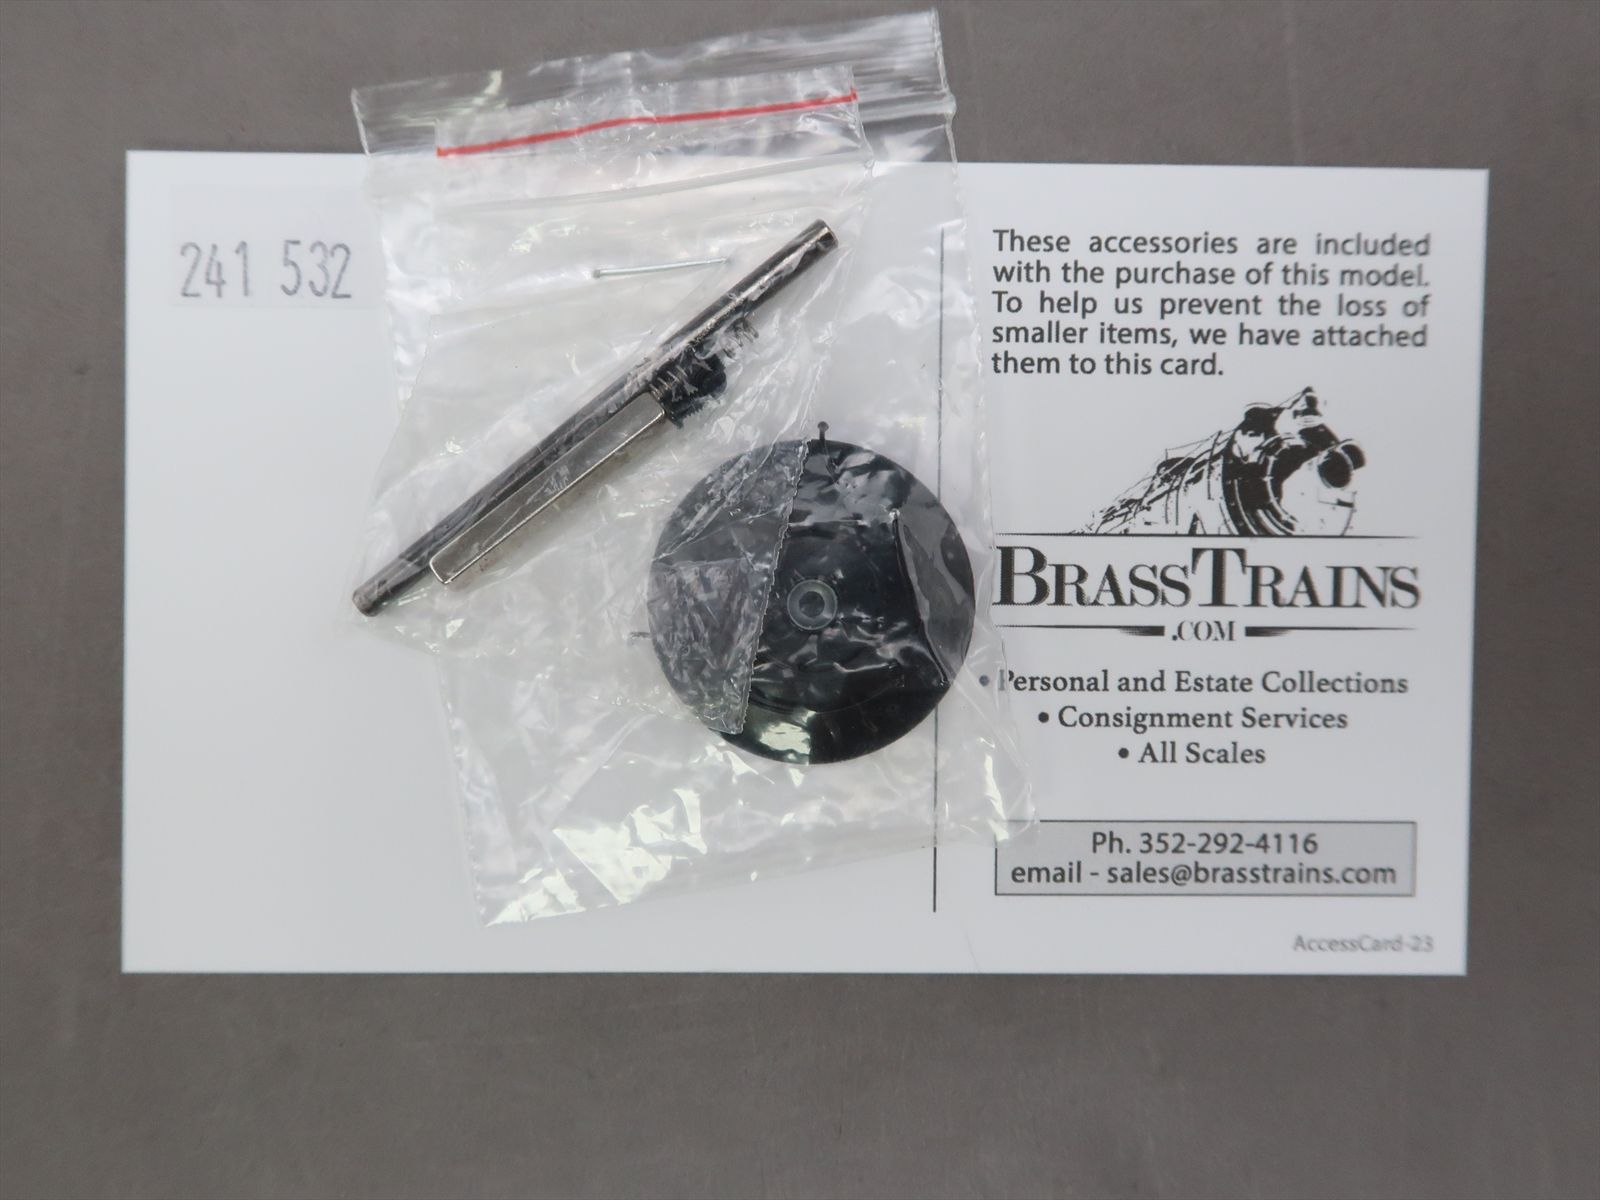 241 532
These accessories are included
with the purchase of this model.
To help us prevent the loss of
smaller items, we have attached
them to this card.
BRASSTRAINS
.COM
• Personal and Estate Collections
• Consignment Services
• All Scales
Ph. 352-292-4116
email - sales@brasstrains.com
AccessCard-23